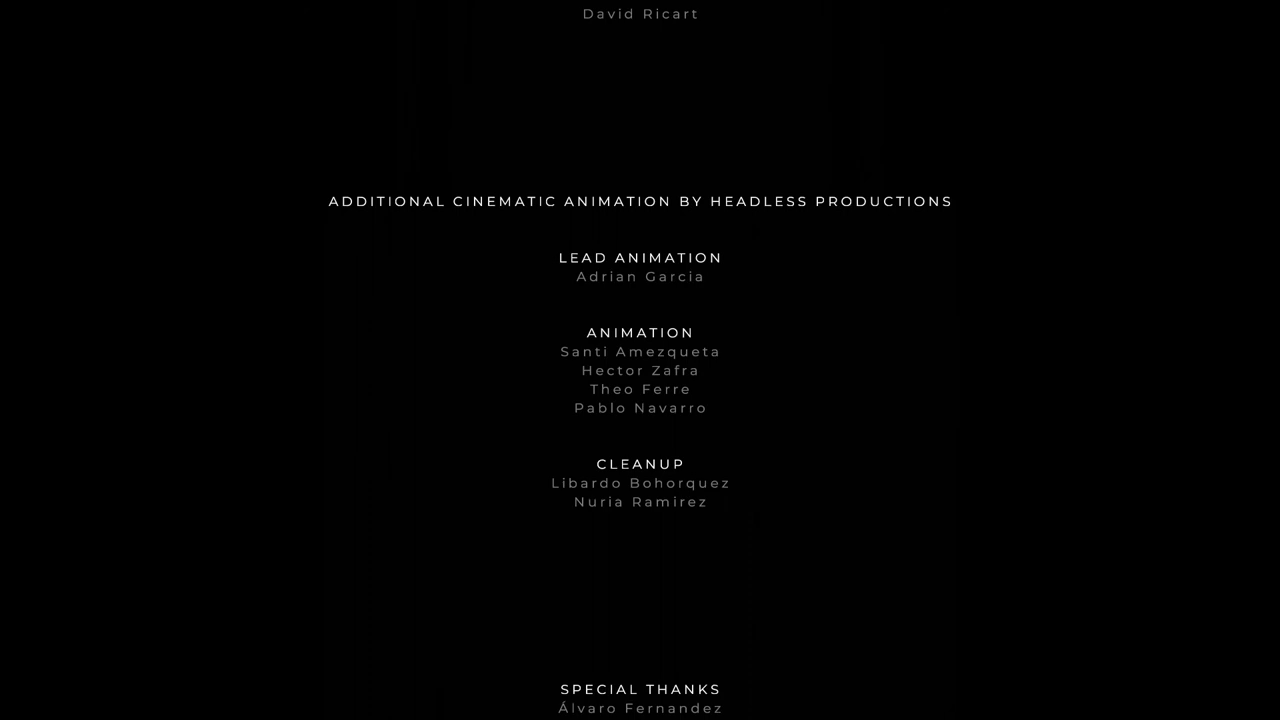 David Ricart
ADDITIONAL CINEMATIC ANIMATION BY HEADLESS PRODUCTIONS
LEAD ANIMATION
Adrian Garcia
ANIMATION
Santi Amezqueta
Hector Zafra
Theo Ferre
Pablo Navarro
CLEANUP
Libardo Bohorquez
Nuria Ramirez
SPECIAL THANKS
Álvaro Fernandez